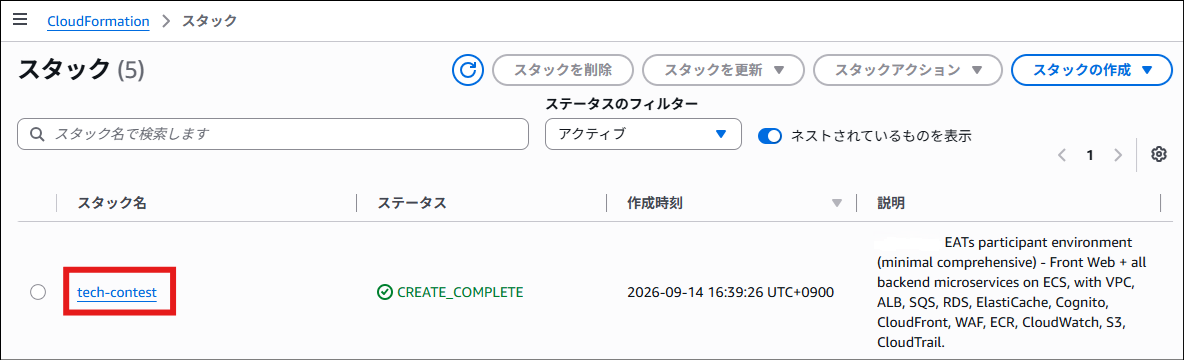 CloudFormation > スタック
スタック (5)
スタックを削除 スタックを更新 スタックアクション スタックの作成
ステータスのフィルター
スタック名で検索します アクティブ ネストされているものを表示
1
スタック名 ステータス 作成時刻 説明
tech-contest CREATE_COMPLETE 2026-09-14 16:39:26 UTC+0900
EATs participant environment
(minimal comprehensive) - Front Web + all
backend microservices on ECS, with VPC,
ALB, SQS, RDS, ElastiCache, Cognito,
CloudFront, WAF, ECR, CloudWatch, S3,
CloudTrail.